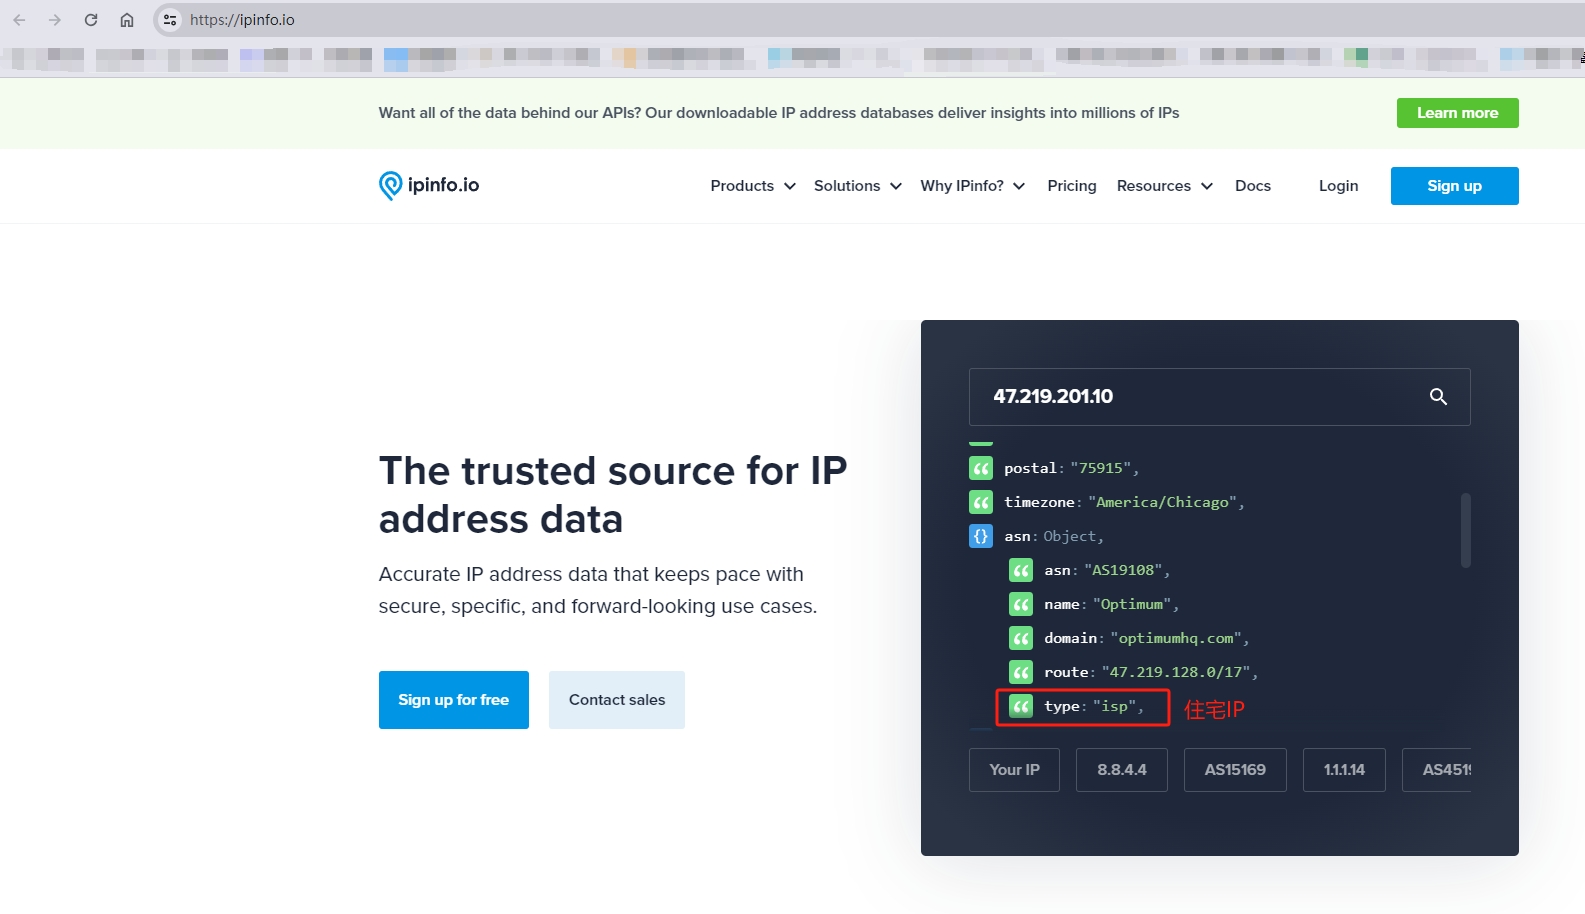 https://ipinfo.io
Want all of the data behind our APIs? Our downloadable IP address databases deliver insights into millions of IPs
Learn more
ipinfo.io
Products
Solutions
Why IPinfo?
Pricing
Resources
Docs
Login
Sign up
The trusted source for IP
address data
Accurate IP address data that keeps pace with
secure, specific, and forward-looking use cases.
Sign up for free
Contact sales
47.219.201.10
postal: "75915",
timezone: "America/Chicago",
{} asn: Object,
asn: "AS19108",
name: "Optimum",
domain: "optimumhq.com",
route: "47.219.128.0/17",
type: "isp",
住宅IP
Your IP
8.8.4.4
AS15169
1.1.1.14
AS451